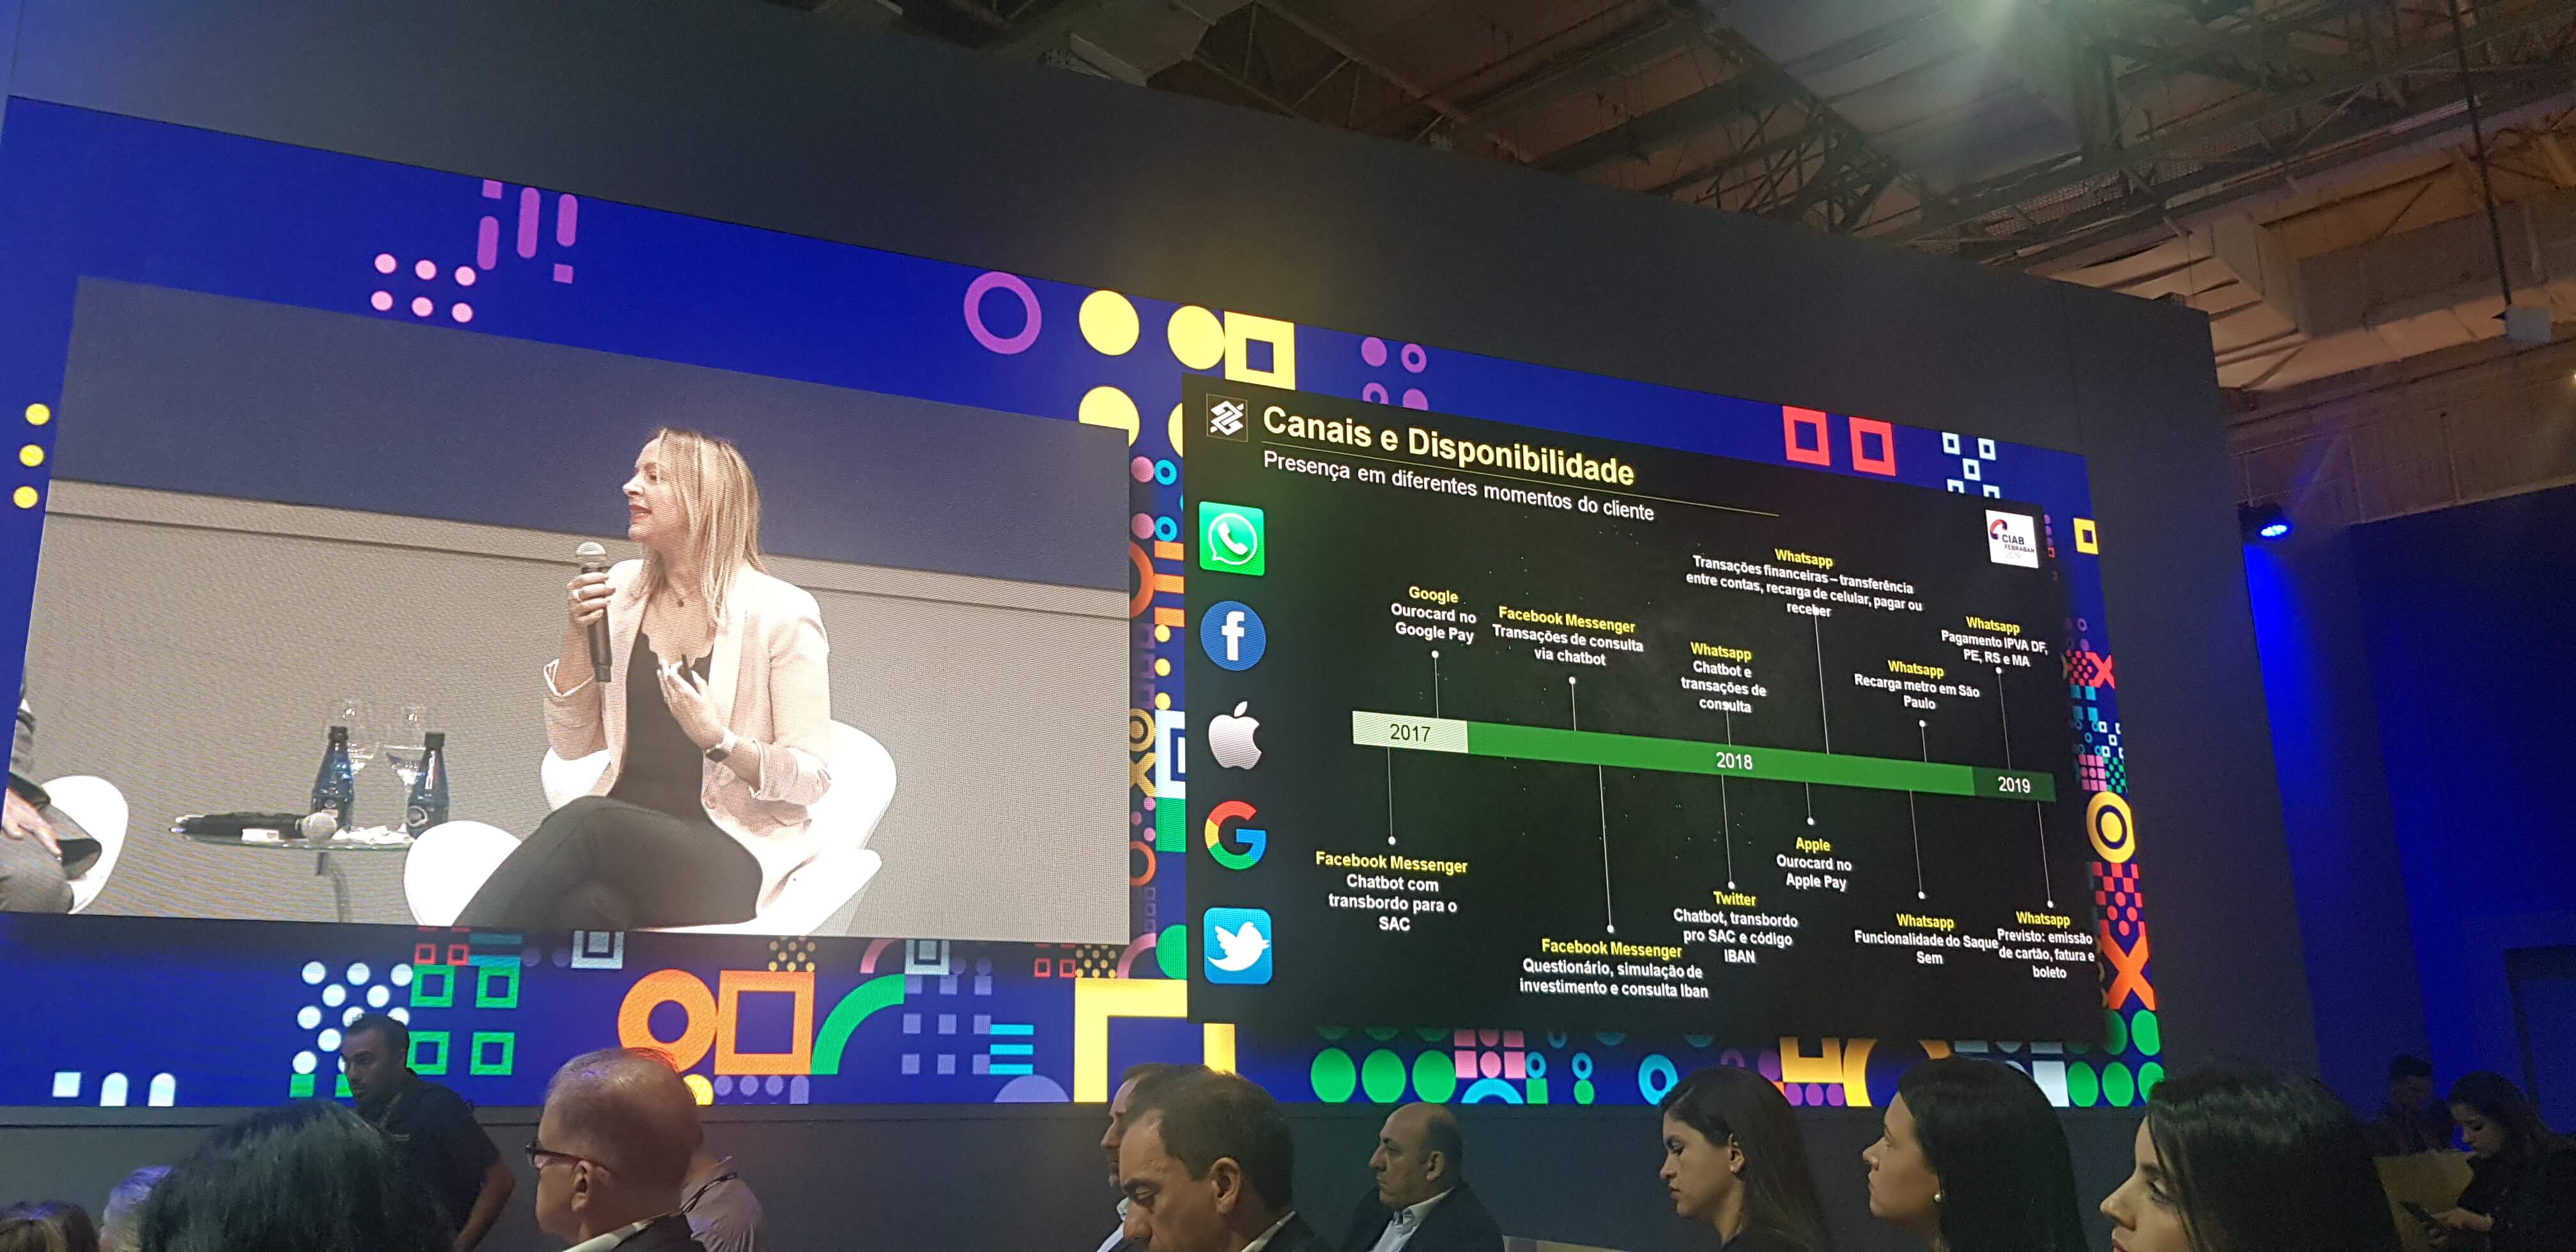 Canais e Disponibilidade
Presença em diferentes momentos do cliente
CIAB
FEBRABAN
Google
Ourocard no
Google Pay
Facebook Messenger
Transações de consulta
via chatbot
Whatsapp
Chatbot e
transações de
consulta
Whatsapp
Transações financeiras – transferência
entre contas, recarga de celular, pagar ou
receber
Whatsapp
Recarga metro em São
Paulo
Whatsapp
Pagamento IPVA DF,
PE, RS e MA
2017
2018
2019
Facebook Messenger
Chatbot com
transbordo para o
SAC
Facebook Messenger
Questionário, simulação de
investimento e consulta Iban
Twitter
Chatbot, transbordo
pro SAC e código
IBAN
Apple
Ourocard no
Apple Pay
Whatsapp
Funcionalidade do Saque
Sem
Whatsapp
Previsto: emissão
de cartão, fatura e
boleto